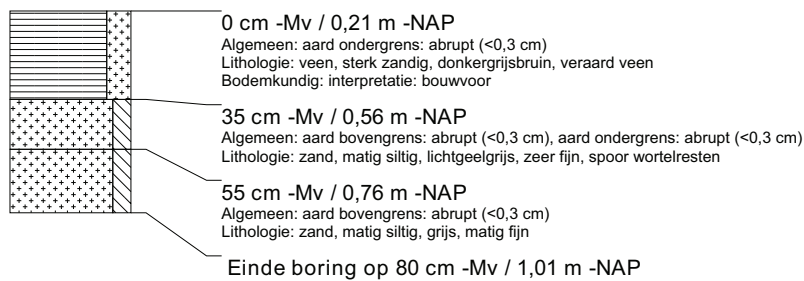 0 cm -Mv / 0,21 m -NAP
Algemeen: aard ondergrens: abrupt (<0,3 cm)
Lithologie: veen, sterk zandig, donkergrijsbruin, veraard veen
Bodemkundig: interpretatie: bouwvoor
35 cm -Mv / 0,56 m -NAP
Algemeen: aard bovengrens: abrupt (<0,3 cm), aard ondergrens: abrupt (<0,3 cm)
Lithologie: zand, matig siltig, lichtgeelgrijs, zeer fijn, spoor wortelresten
55 cm -Mv / 0,76 m -NAP
Algemeen: aard bovengrens: abrupt (<0,3 cm)
Lithologie: zand, matig siltig, grijs, matig fijn
Einde boring op 80 cm -Mv / 1,01 m -NAP